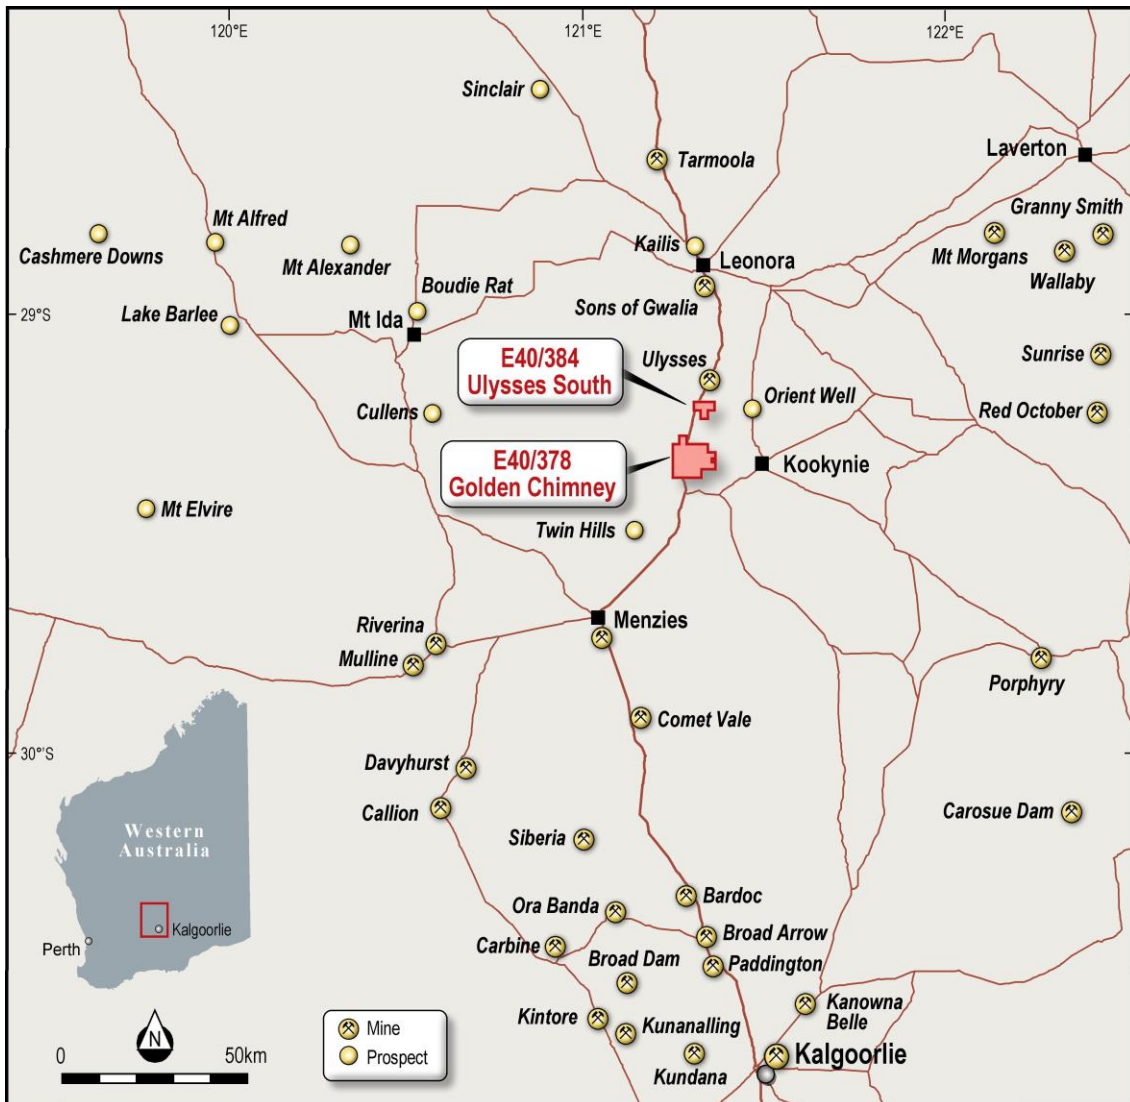 120°E
121°E
122°E
Sinclair
Tarmoola
Laverton
Granny Smith
Mt Alfred
Cashmere Downs
Mt Alexander
Kailis
Leonora
Mt Morgans
Wallaby
Boudie Rat
Sons of Gwalia
29°S
Lake Barlee
Mt Ida
E40/384
Ulysses South
Ulysses
Sunrise
Cullens
Orient Well
Red October
E40/378
Golden Chimney
Kookynie
Mt Elvire
Twin Hills
Riverina
Menzies
Mulline
Porphyry
Comet Vale
30°S
Davyhurst
Callion
Carosue Dam
Siberia
Western
Australia
Bardoc
Ora Banda
Kalgoorlie
Perth
Carbine
Broad Arrow
Broad Dam
Paddington
Kintore
Kunanalling
Kanowna
Belle
Kundana
Kalgoorlie
N
0
50km
Mine
Prospect